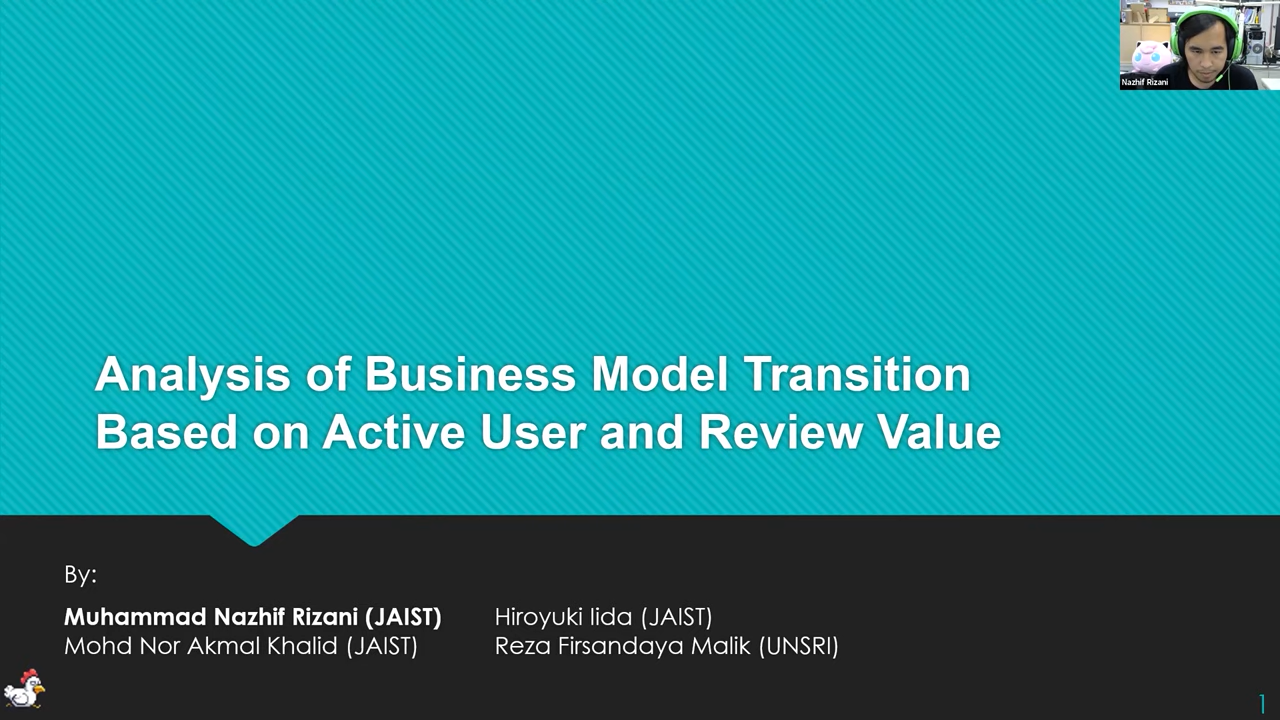 Nazhif Rizani
Analysis of Business Model Transition
Based on Active User and Review Value
By:
Muhammad Nazhif Rizani (JAIST)
Mohd Nor Akmal Khalid (JAIST)
Hiroyuki Iida (JAIST)
Reza Firsandaya Malik (UNSRI)
1